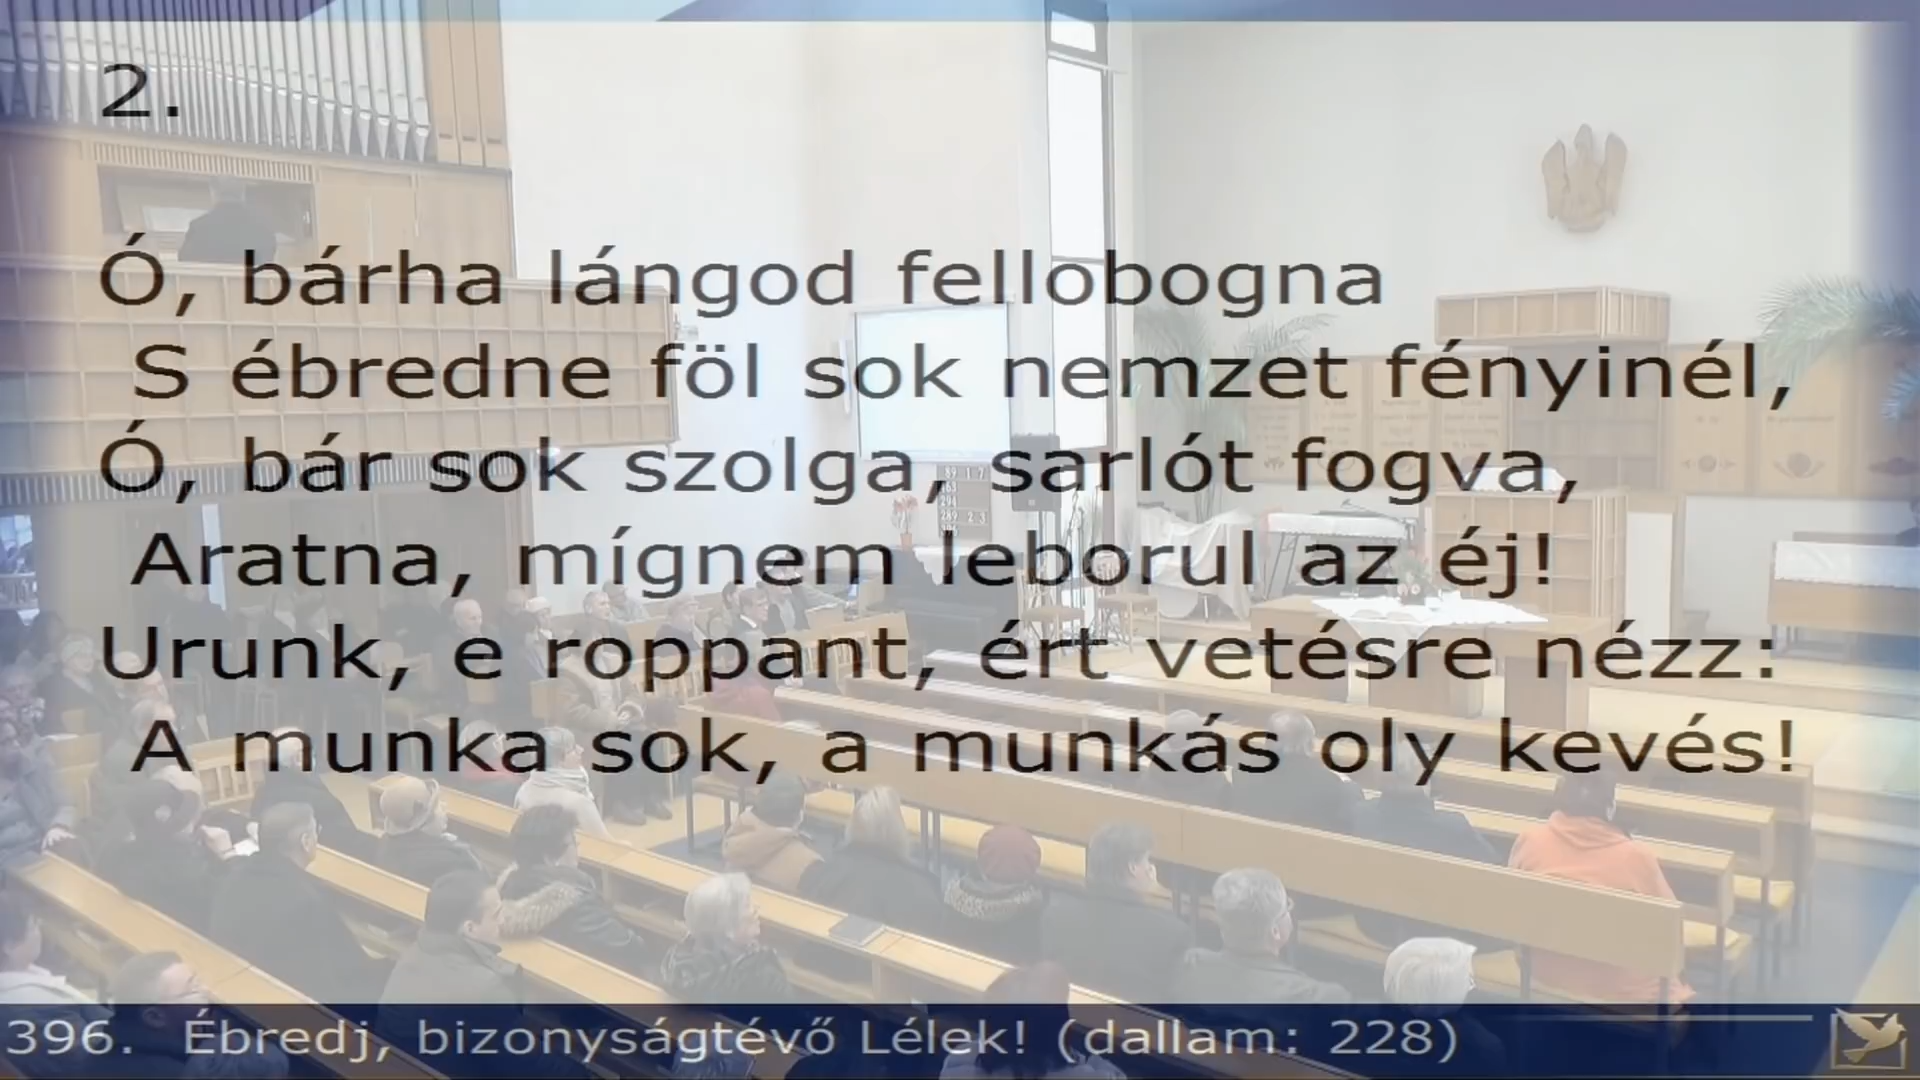 2.
Ó, bárha lángod fellobogna
S ébredne föl sok nemzet fényinél,
Ó, bár sok szolga, sarlót fogva,
Aratna, mígnem leborul az éj!
Urunk, e roppant, ért vetésre nézz:
A munka sok, a munkás oly kevés!
396. Ébredj, bizonyságtévő Lélek! (dallam: 228)